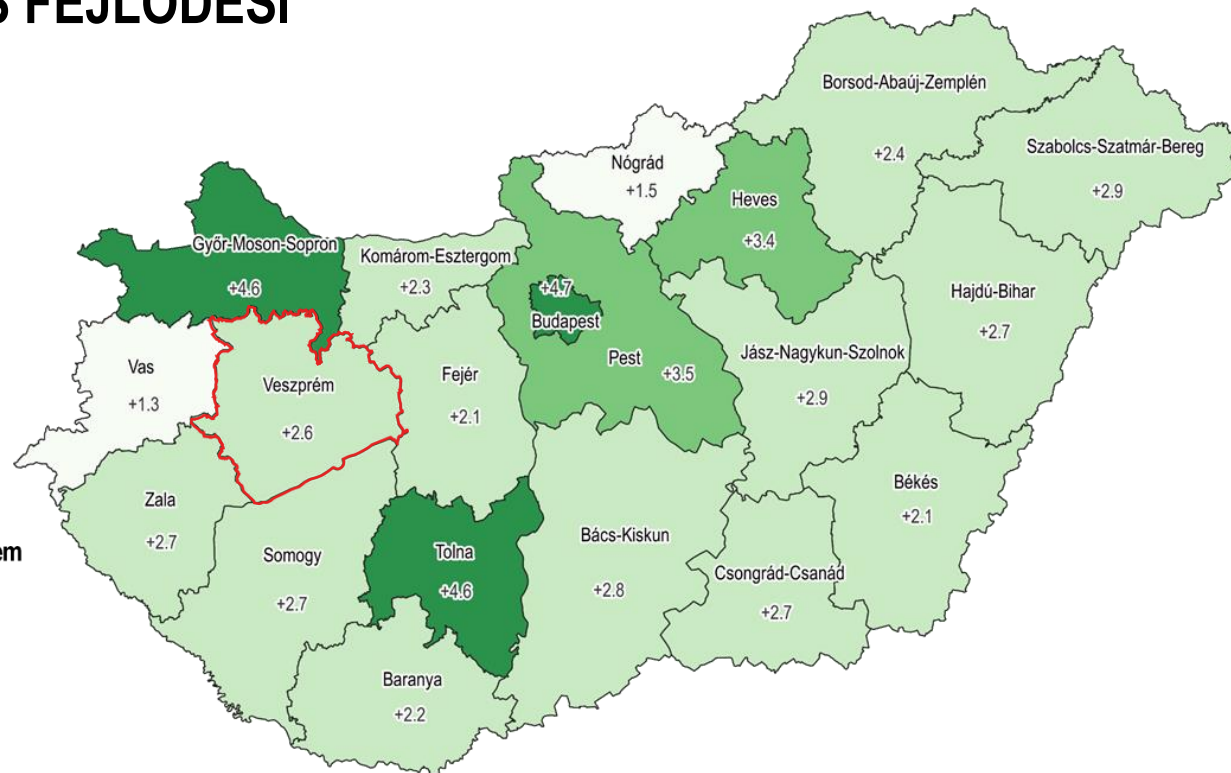 S FEJLŐDÉSI
Borsod-Abaúj-Zemplén
+2.4
Szabolcs-Szatmár-Bereg
+2.9
Nógrád
+1.5
Heves
+3.4
Győr-Moson-Sopron
+4.6
Komárom-Esztergom
+2.3
+4.7
Budapest
Hajdú-Bihar
+2.7
Pest
+3.5
Jász-Nagykun-Szolnok
+2.9
Vas
+1.3
Veszprém
+2.6
Fejér
+2.1
Zala
+2.7
Békés
+2.1
em
Somogy
+2.7
Tolna
+4.6
Bács-Kiskun
+2.8
Csongrád-Csanád
+2.7
Baranya
+2.2